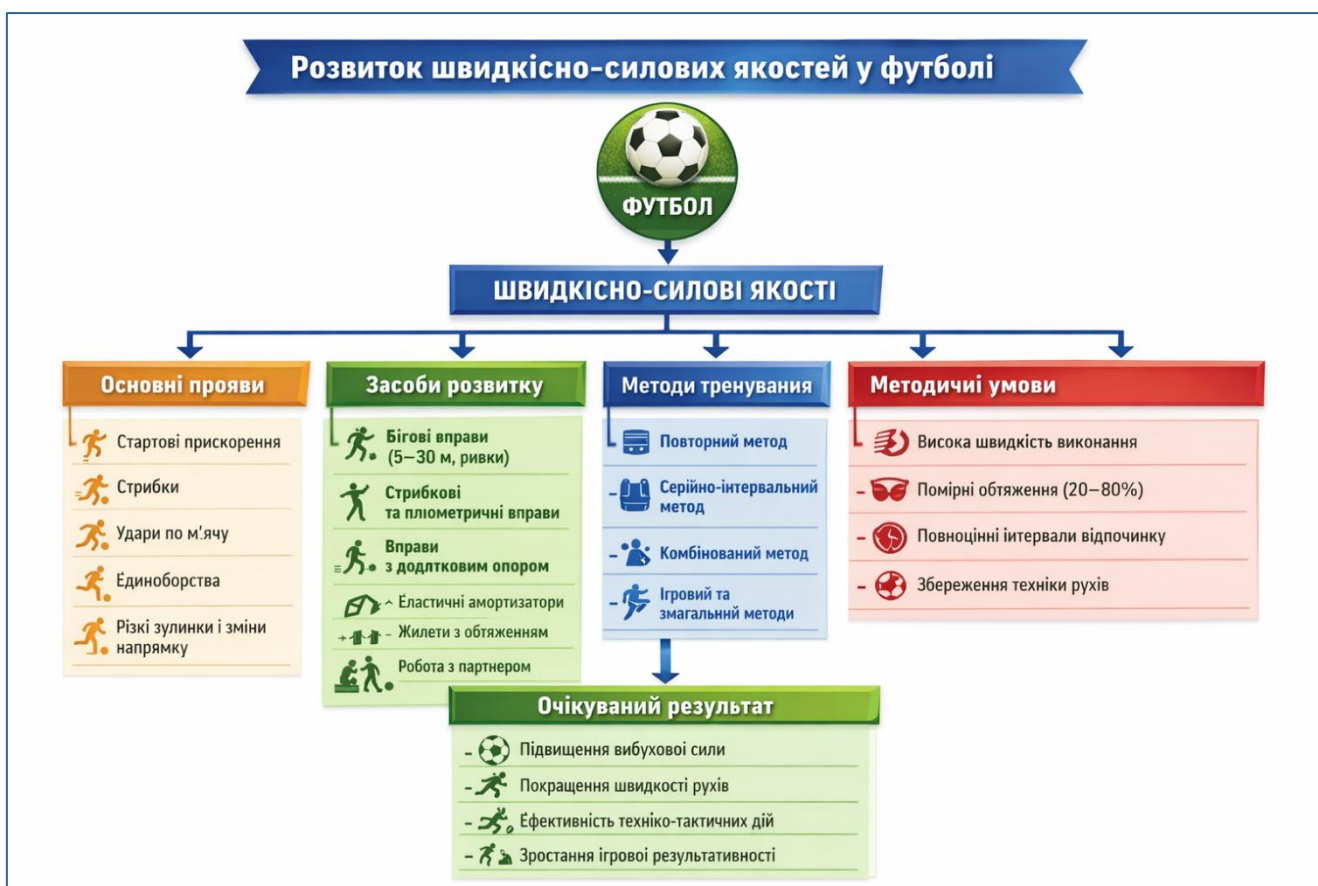 Розвиток швидкісно-силових якостей у футболі
ФУТБОЛ
ШВИДКІСНО-СИЛОВІ ЯКОСТІ
Основні прояви
Стартові прискорення
Стрибки
Удари по м'ячу
Единоборства
Різкі зулинки і зміни
напрямку
Засоби розвитку
Бігові вправи
(5–30 м, ривки)
Стрибкові
та пліометричні вправи
Вправи
з додлтковим опором
Еластичні амортизатори
Жилети з обтяженням
Робота з партнером
Методи тренування
Повторний метод
Серійно-інтервальний
метод
Комбінований метод
Ігровий та
змагальний методи
Методичні умови
Висока швидкість виконання
Помірні обтяження (20–80%)
Повноцінні інтервали відпочинку
Збереження техніки рухів
Очікуваний результат
Підвищення вибухової сили
Покращення швидкості рухів
Ефективність техніко-тактичних дій
Зростання ігрової результативності